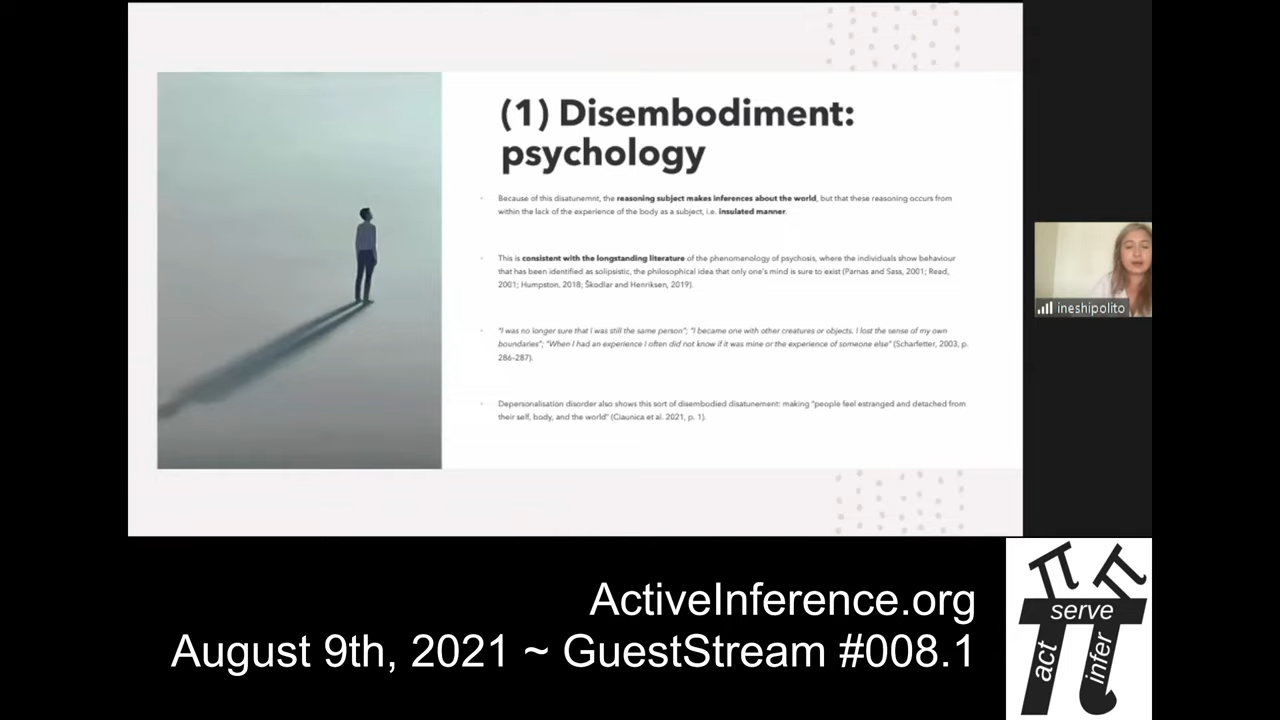 (1) Disembodiment:
psychology
Because of this disatunemnt, the reasoning subject makes inferences about the world, but that these reasoning occurs from
within the lack of the experience of the body as a subject, i.e. insulated manner.
This is consistent with the longstanding literature of the phenomenology of psychosis, where the individuals show behaviour
that has been identified as solipsistic, the philosophical idea that only one's mind is sure to exist (Parnas and Sass, 2001; Read,
2001; Humpston, 2018; Škodlar and Henriksen, 2019).
"I was no longer sure that I was still the same person"; "I became one with other creatures or objects. I lost the sense of my own
boundaries"; "When I had an experience I often did not know if it was mine or the experience of someone else" (Scharfetter, 2003, p.
286-287).
Depersonalisation disorder also shows this sort of disembodied disatunement: making "people feel estranged and detached from
their self, body, and the world" (Ciaunica et al. 2021, p. 1).
ineshipolito
ActiveInference.org
August 9th, 2021 ~ GuestStream #008.1
π π
serve
π
act
infer